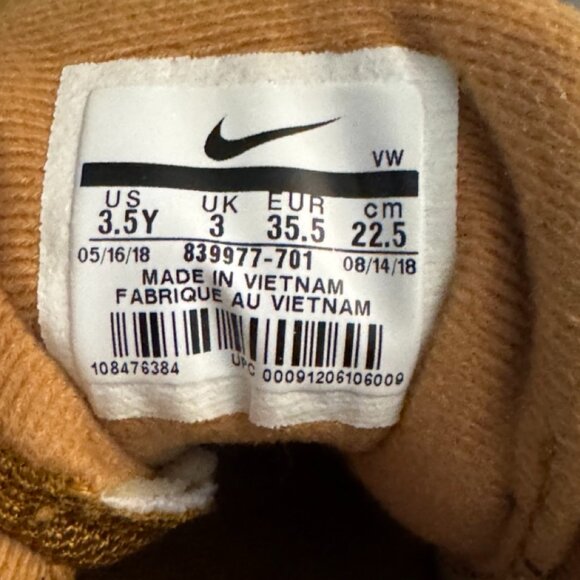 VW
US UK EUR cm
3.5Y 3 35.5 22.5
05/16/18 839977-701 08/14/18
MADE IN VIETNAM
FABRIQUE AU VIETNAM
108476384 UPC 00091206106009